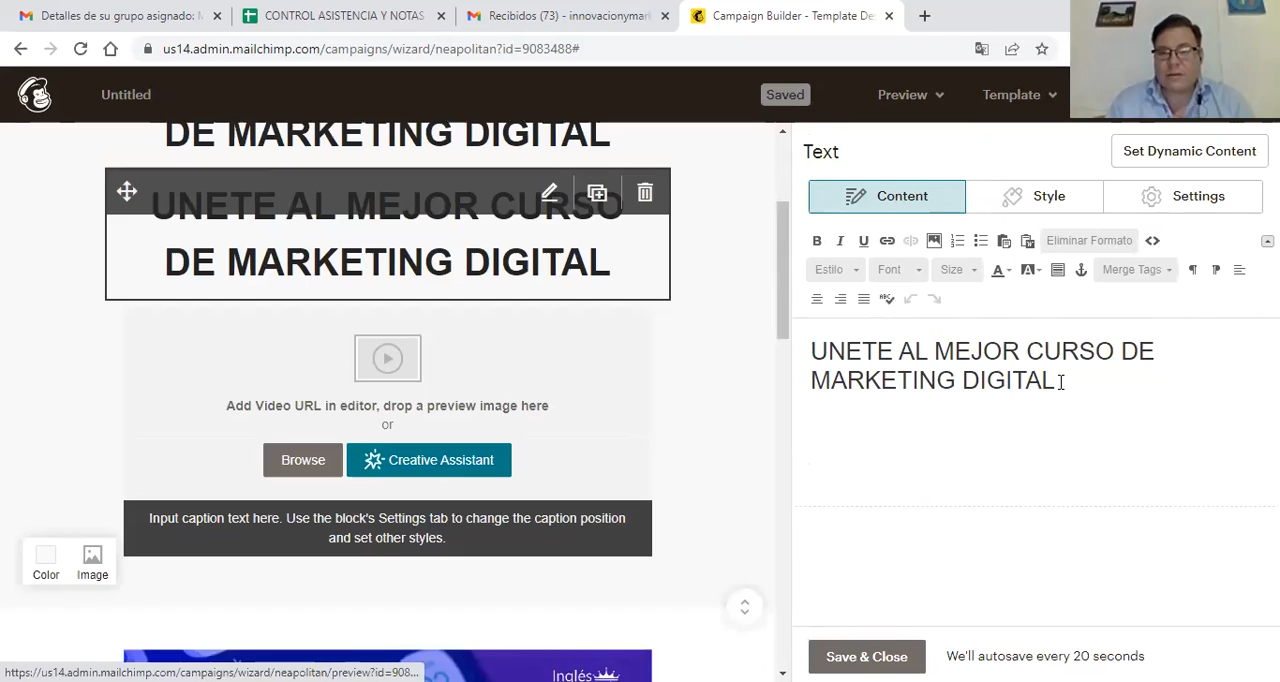 Detalles de su grupo asignado: M
CONTROL ASISTENCIA Y NOTAS
Recibidos (73) - innovacionymark
Campaign Builder - Template De
us14.admin.mailchimp.com/campaigns/wizard/neapolitan?id=9083488#
Untitled
Saved
Preview
Template
DE MARKETING DIGITAL
UNETE AL MEJOR CURSO
DE MARKETING DIGITAL
Add Video URL in editor, drop a preview image here
or
Browse
Creative Assistant
Input caption text here. Use the block's Settings tab to change the caption position
and set other styles.
Color
Image
Inglés
https://us14.admin.mailchimp.com/campaigns/wizard/neapolitan/preview?id=908...
Text
Set Dynamic Content
Content
Style
Settings
B I U
Eliminar Formato
Estilo
Font
Size
A
A
Merge Tags
ABC
UNETE AL MEJOR CURSO DE
MARKETING DIGITAL
Save & Close
We'll autosave every 20 seconds